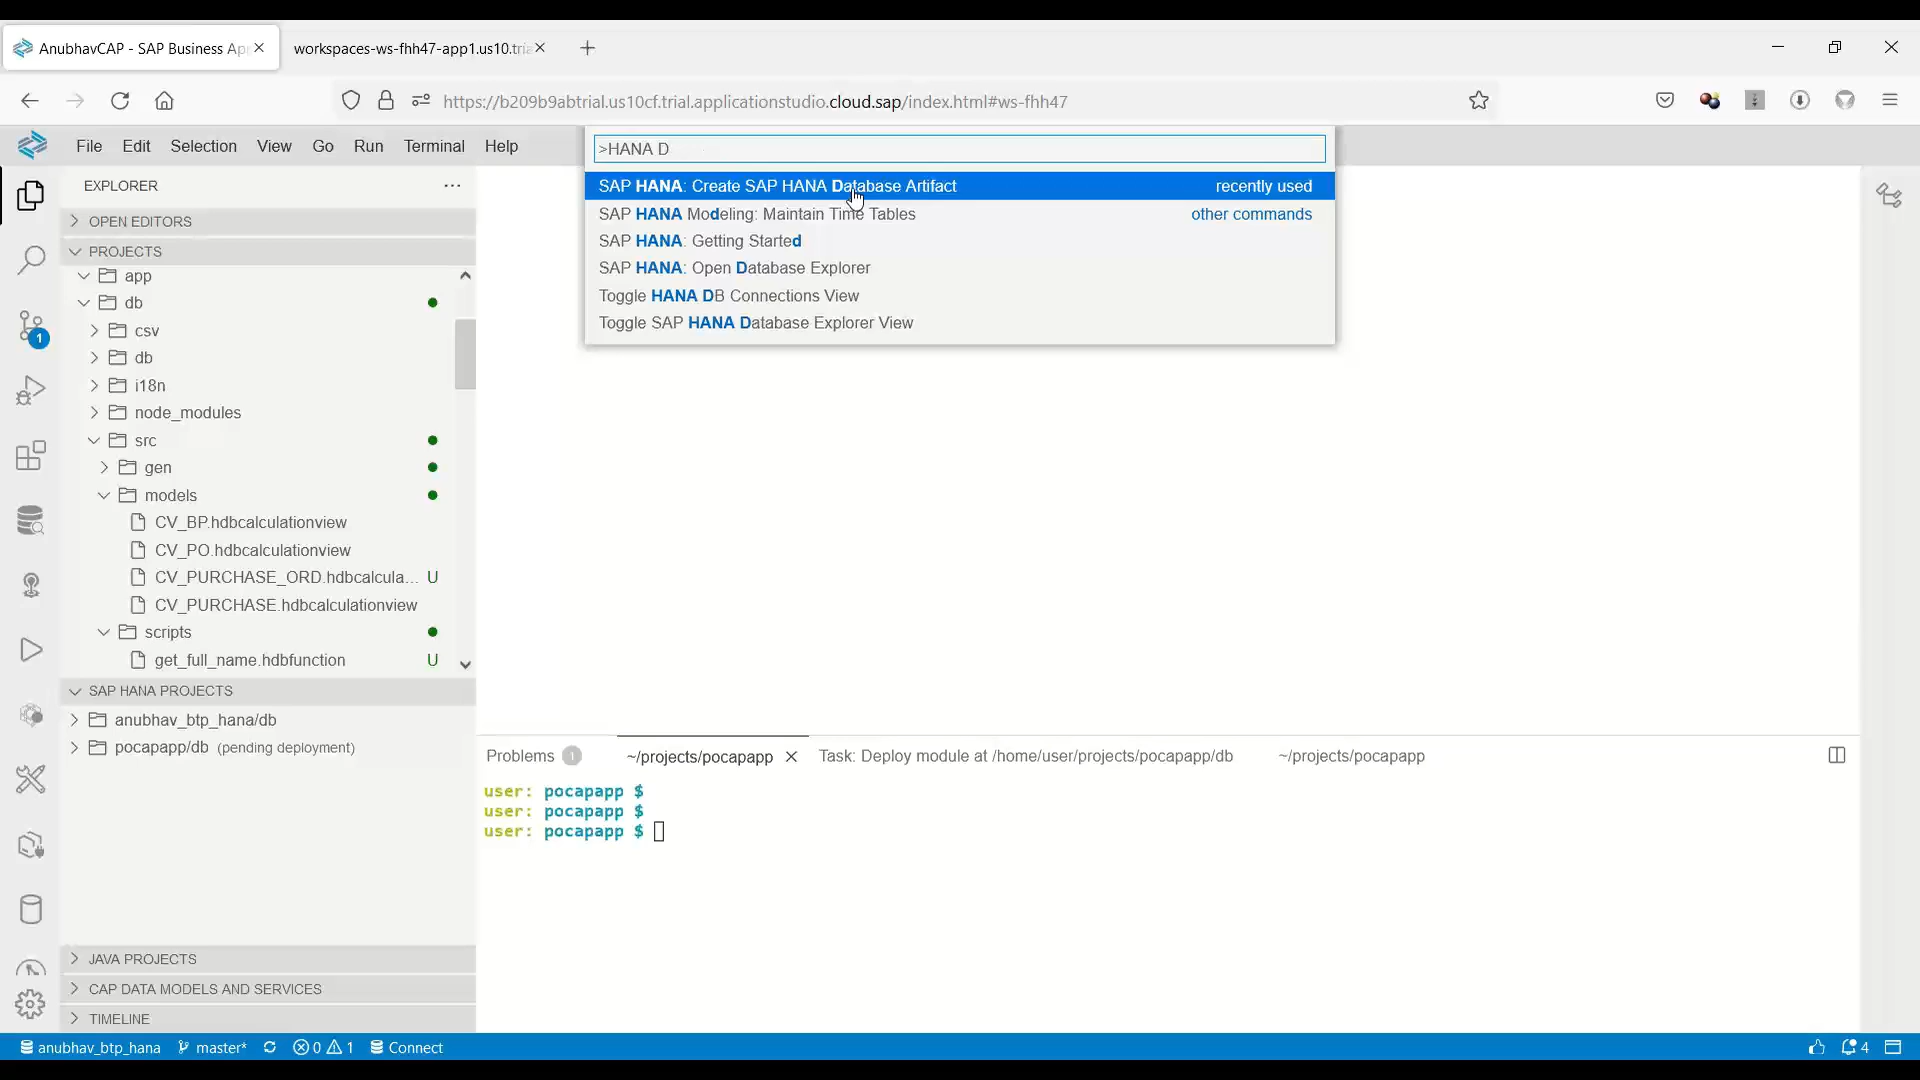 AnubhavCAP - SAP Business Ap
workspaces-ws-fhh47-app1.us10.tria
https://b209b9abtrial.us10cf.trial.applicationstudio.cloud.sap/index.html#ws-fhh47
File Edit Selection View Go Run Terminal Help
>HANA D
SAP HANA: Create SAP HANA Database Artifact recently used
SAP HANA Modeling: Maintain Time Tables other commands
SAP HANA: Getting Started
SAP HANA: Open Database Explorer
Toggle HANA DB Connections View
Toggle SAP HANA Database Explorer View
EXPLORER
OPEN EDITORS
PROJECTS
app
db
csv
db
i18n
node_modules
src
gen
models
CV_BP.hdbcalculationview
CV_PO.hdbcalculationview
CV_PURCHASE_ORD.hdbcalcula... U
CV_PURCHASE.hdbcalculationview
scripts
get_full_name.hdbfunction U
1
SAP HANA PROJECTS
anubhav_btp_hana/db
pocapapp/db (pending deployment)
JAVA PROJECTS
CAP DATA MODELS AND SERVICES
TIMELINE
Problems 1 ~/projects/pocapapp Task: Deploy module at /home/user/projects/pocapapp/db ~/projects/pocapapp
user: pocapapp $
user: pocapapp $
user: pocapapp $
anubhav_btp_hana master* 0 1 Connect 4